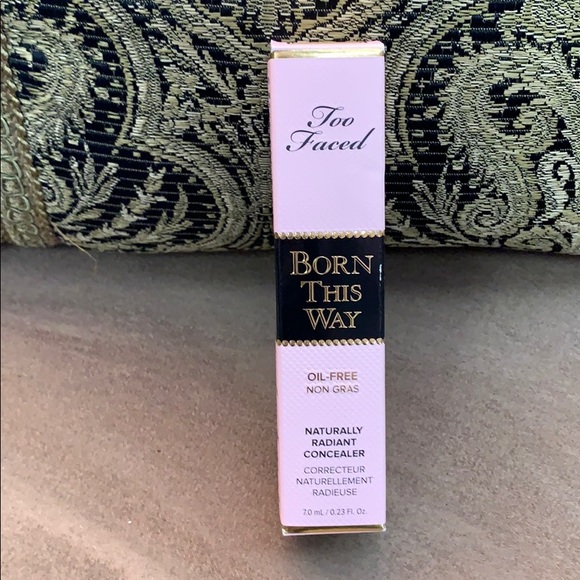 Too
Faced
BORN
THIS
WAY
OIL-FREE
NON GRAS
NATURALLY
RADIANT
CONCEALER
CORRECTEUR
NATURELLEMENT
RADIEUSE
7.0 mL / 0.23 Fl. Oz.